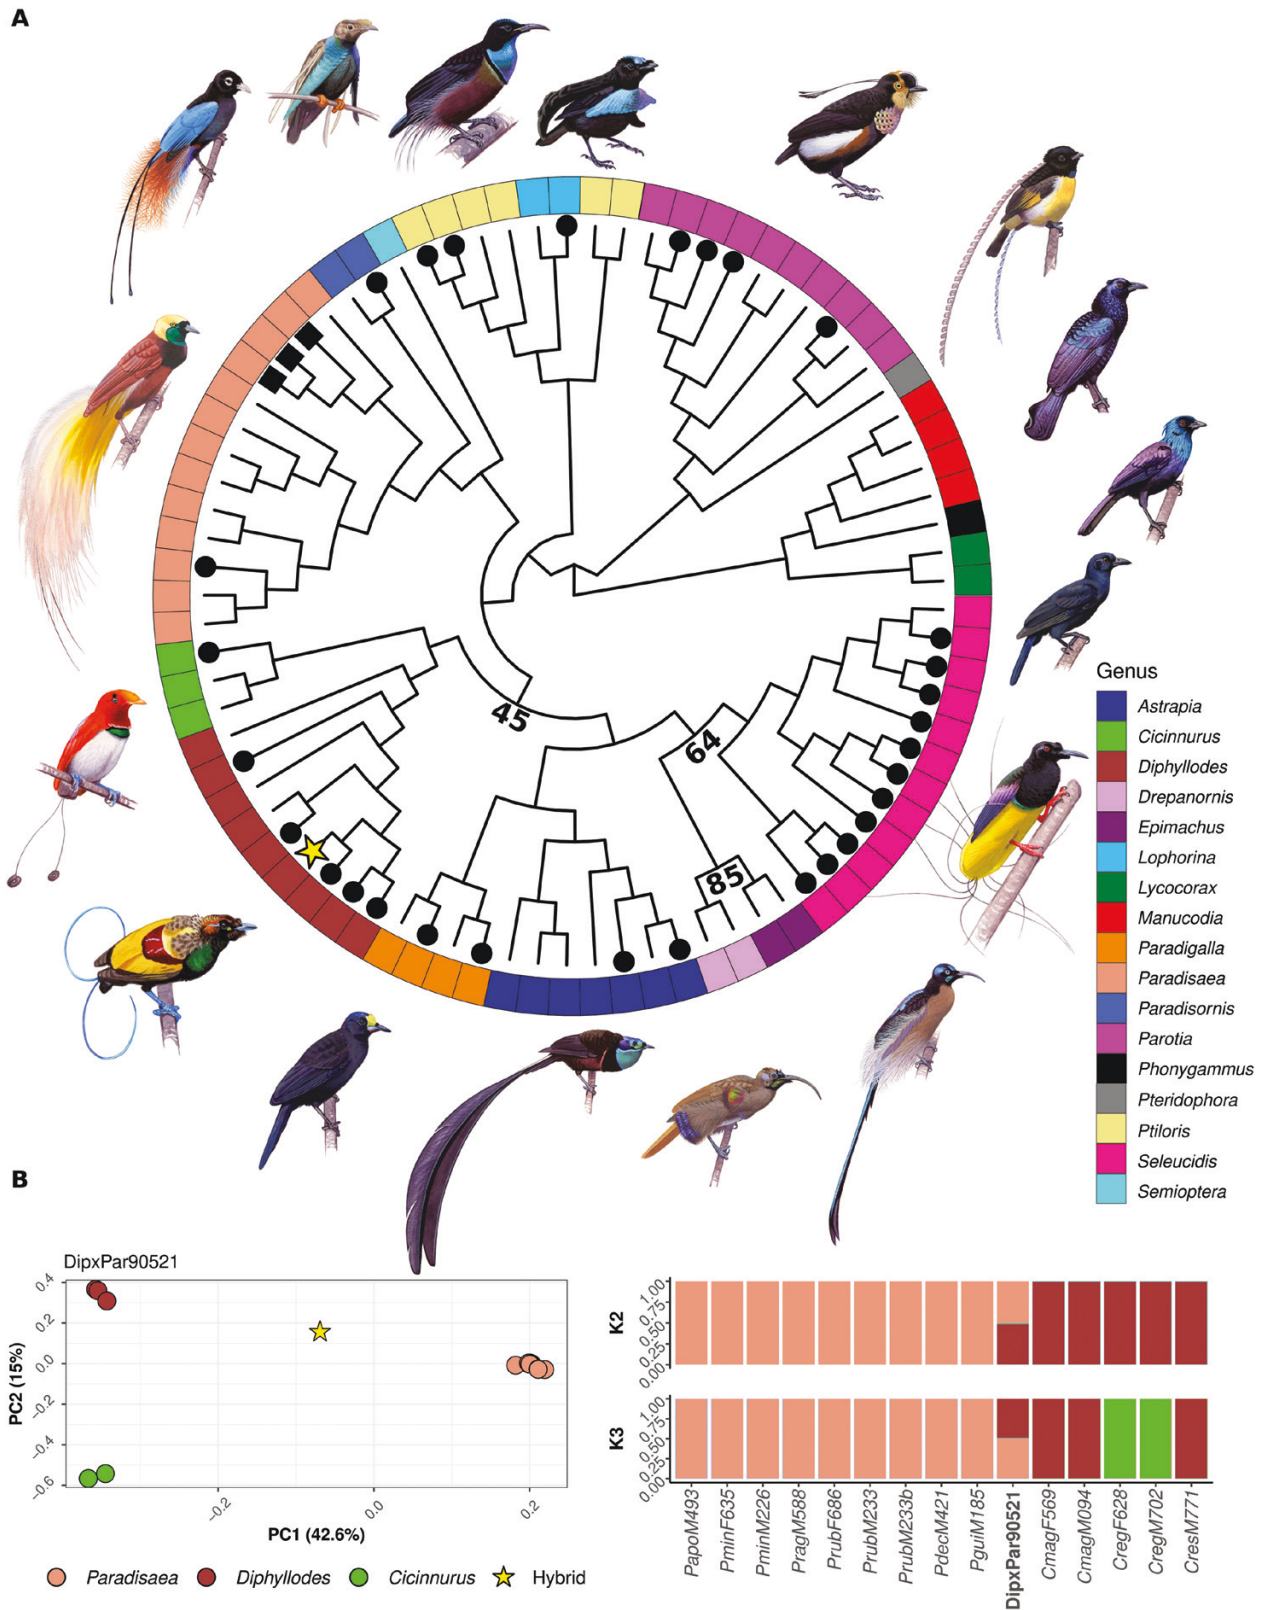 A
45
64
85
Genus
Astrapia
Cicinnurus
Diphyllodes
Drepanornis
Epimachus
Lophorina
Lycocorax
Manucodia
Paradigalla
Paradisaea
Paradisornis
Parotia
Phonygammus
Pteridophora
Ptiloris
Seleucidis
Semioptera
B
DipxPar90521
PC2 (15%)
0.4
0.2
0.0
−0.2
−0.4
−0.6
−0.2
0.0
0.2
PC1 (42.6%)
Paradisaea
Diphyllodes
Cicinnurus
Hybrid
K2
1.00
0.75
0.50
0.25
0.00
K3
1.00
0.75
0.50
0.25
0.00
PapoM493
PminF635
PminM226
PragM588
PrubF686
PrubM233
PrubM233b
PdecM421
PguiM185
DipxPar90521
CmagF569
CmagM094
CregF628
CregM702
CresM771